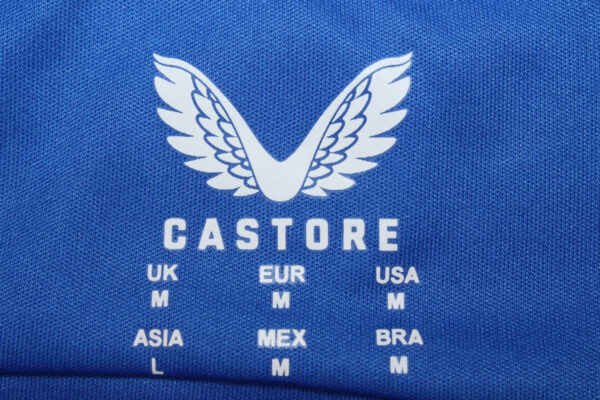 CASTORE
UK EUR USA
M M M
ASIA MEX BRA
L M M